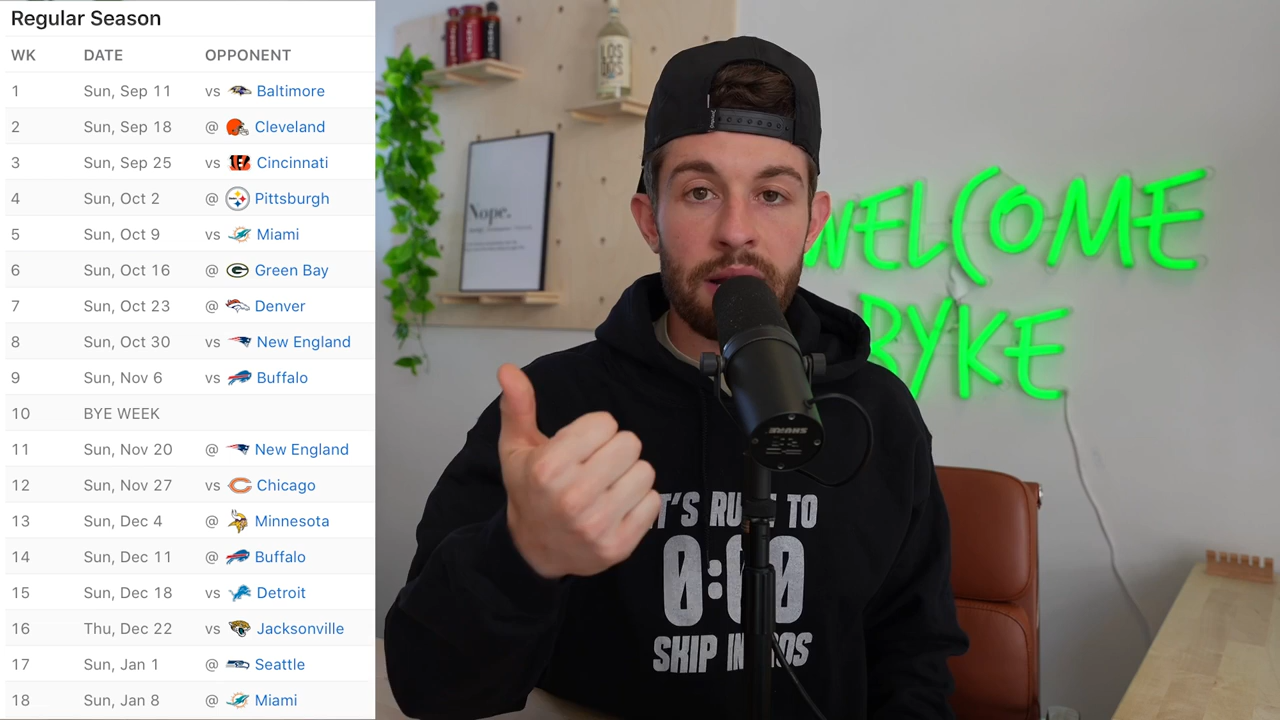 Regular Season
WK DATE OPPONENT
1 Sun, Sep 11 vs Baltimore
2 Sun, Sep 18 @ Cleveland
3 Sun, Sep 25 vs Cincinnati
4 Sun, Oct 2 @ Pittsburgh
5 Sun, Oct 9 vs Miami
6 Sun, Oct 16 @ Green Bay
7 Sun, Oct 23 @ Denver
8 Sun, Oct 30 vs New England
9 Sun, Nov 6 vs Buffalo
10 BYE WEEK
11 Sun, Nov 20 @ New England
12 Sun, Nov 27 vs Chicago
13 Sun, Dec 4 @ Minnesota
14 Sun, Dec 11 @ Buffalo
15 Sun, Dec 18 vs Detroit
16 Thu, Dec 22 vs Jacksonville
17 Sun, Jan 1 @ Seattle
18 Sun, Jan 8 @ Miami
LOS
Nope.
WELCOME
BYKE
SHURE
IT'S RU TO
0:00
SKIP IN